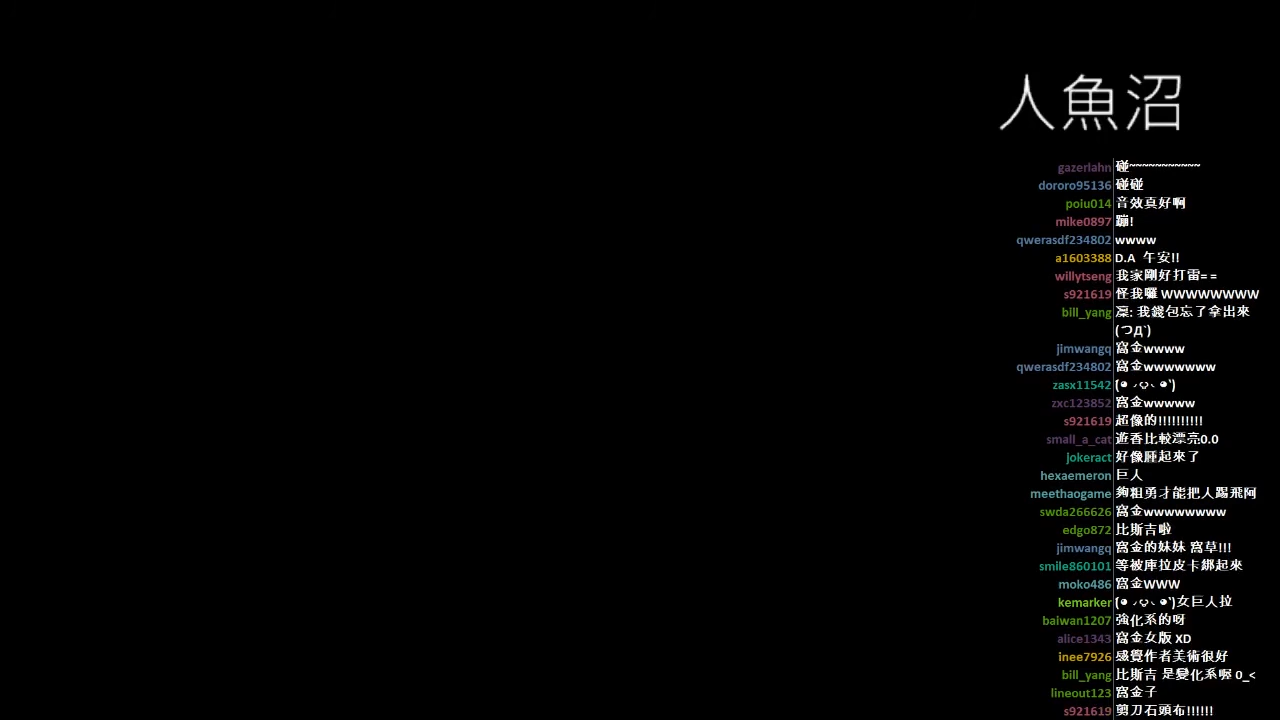 人魚沼
gazerlahn 碰~~~~~~~~~~~
dororo95136 碰碰
poiu014 音效真好啊
mike0897 蹦!
qwerasdf234802 wwww
a1603388 D.A 午安!!
willytseng 我家剛好打雷= =
s921619 怪我囉 WWWWWWWW
bill_yang 凜: 我錢包忘了拿出來
(つД`)
jimwangq 窩金wwww
qwerasdf234802 窩金wwwwwww
zasx11542 (´◕◞౪◟◕‵)
zxc123852 窩金wwwww
s921619 超像的!!!!!!!!!!
small_a_cat 遊香比較漂亮0.0
jokeract 好像腫起來了
hexaemeron 巨人
meethaogame 夠粗勇才能把人踢飛阿
swda266626 窩金wwwwwwww
edgo872 比斯吉啦
jimwangq 窩金的妹妹 窩草!!!
smile860101 等被庫拉皮卡綁起來
moko486 窩金WWW
kemarker (´◕◞౪◟◕‵)女巨人拉
baiwan1207 強化系的呀
alice1343 窩金女版 XD
inee7926 感覺作者美術很好
bill_yang 比斯吉 是變化系喔 0_<
lineout123 窩金子
s921619 剪刀石頭布!!!!!!